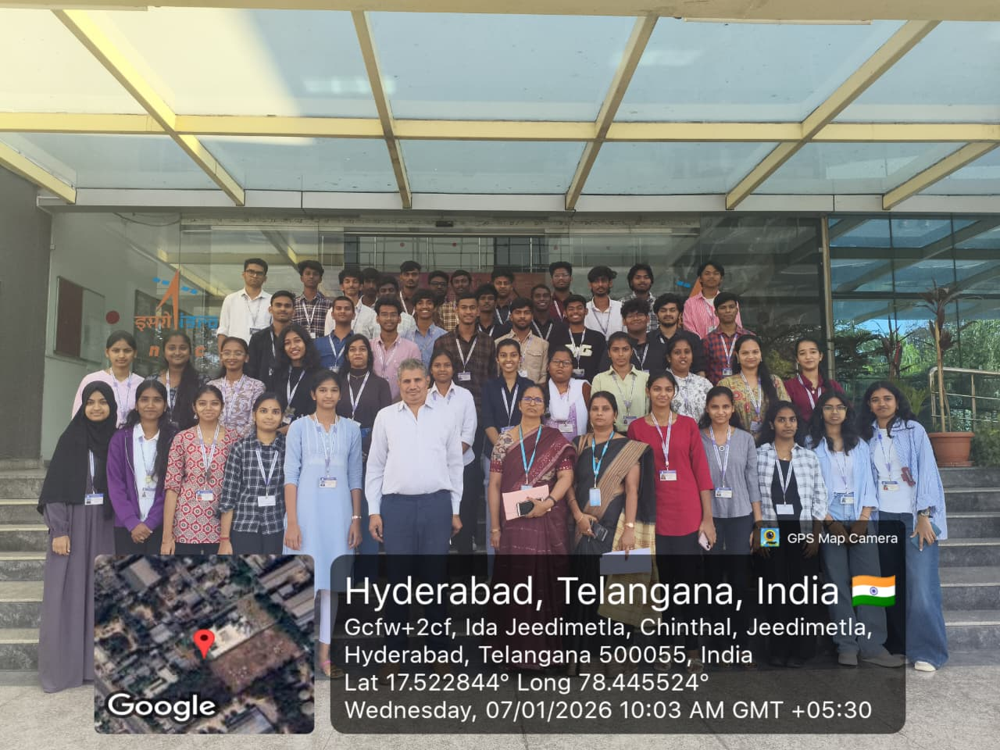 इसरो isro
GPS Map Camera
Hyderabad, Telangana, India
Gcfw+2cf, Ida Jeedimetla, Chinthal, Jeedimetla,
Hyderabad, Telangana 500055, India
Lat 17.522844° Long 78.445524°
Wednesday, 07/01/2026 10:03 AM GMT +05:30
Google